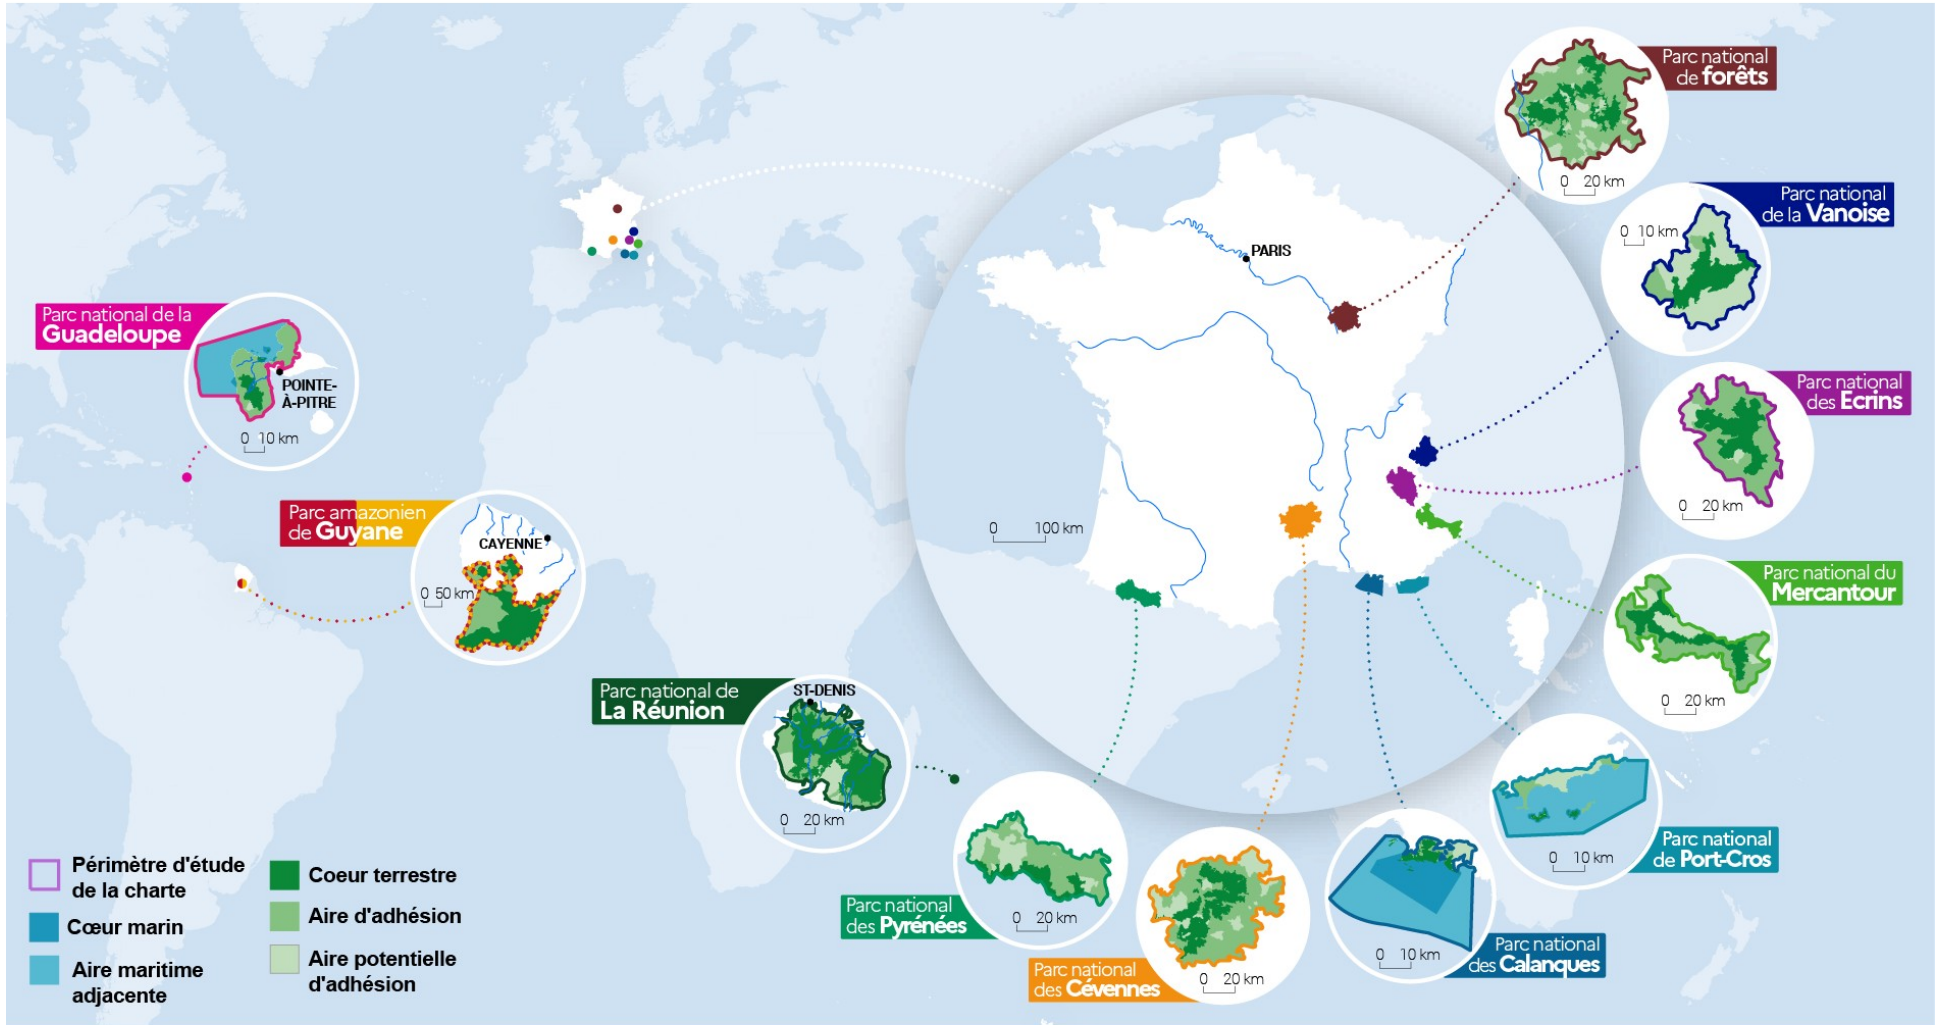 Parc national
de forêts
0 20 km
Parc national
de la Vanoise
0 10 km
PARIS
Parc national de la
Guadeloupe
POINTE-
À-PITRE
0 10 km
Parc national
des Ecrins
0 20 km
Parc amazonien
de Guyane
CAYENNE
0 50 km
0 100 km
Parc national du
Mercantour
0 20 km
Parc national de
La Réunion
ST-DENIS
0 20 km
Parc national
de Port-Cros
0 10 km
Parc national
des Pyrénées
0 20 km
Parc national
des Cévennes
0 20 km
Parc national
des Calanques
0 10 km
Périmètre d'étude
de la charte
Cœur marin
Aire maritime
adjacente
Coeur terrestre
Aire d'adhésion
Aire potentielle
d'adhésion